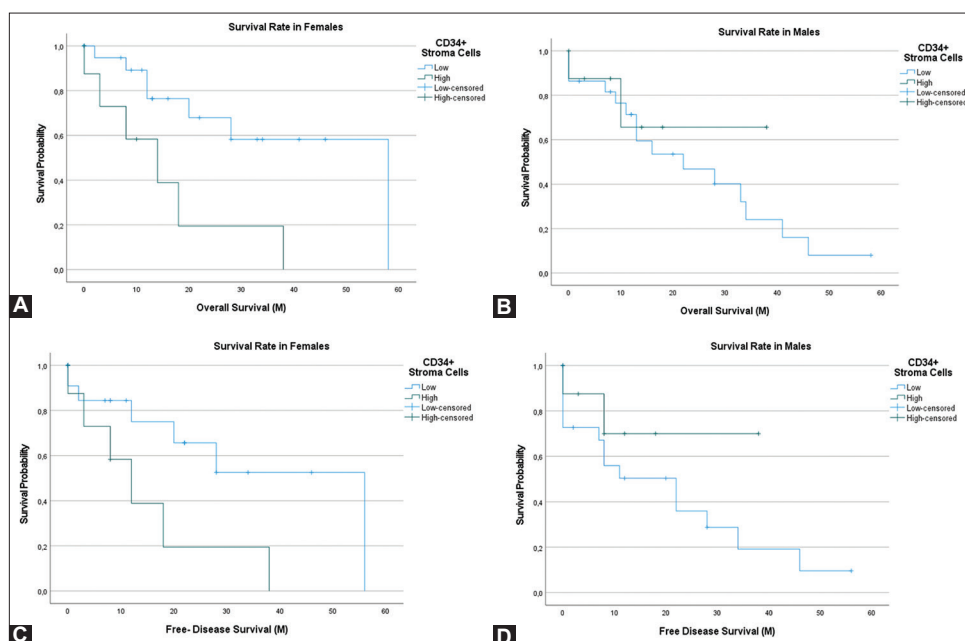 Survival Rate in Females
CD34+
Stroma Cells
Low
High
Low-censored
High-censored
Survival Probability
1,0
0,8
0,6
0,4
0,2
0,0
0 10 20 30 40 50 60
Overall Survival (M)
A
Survival Rate in Males
CD34+
Stroma Cells
Low
High
Low-censored
High-censored
Survival Probability
1,0
0,8
0,6
0,4
0,2
0,0
0 10 20 30 40 50 60
Overall Survival (M)
B
Survival Rate in Females
CD34+
Stroma Cells
Low
High
Low-censored
High-censored
Survival Probability
1,0
0,8
0,6
0,4
0,2
0,0
0 10 20 30 40 50 60
Free- Disease Survival (M)
C
Survival Rate in Males
CD34+
Stroma Cells
Low
High
Low-censored
High-censored
Survival Probability
1,0
0,8
0,6
0,4
0,2
0,0
0 10 20 30 40 50 60
Free Disease Survival (M)
D